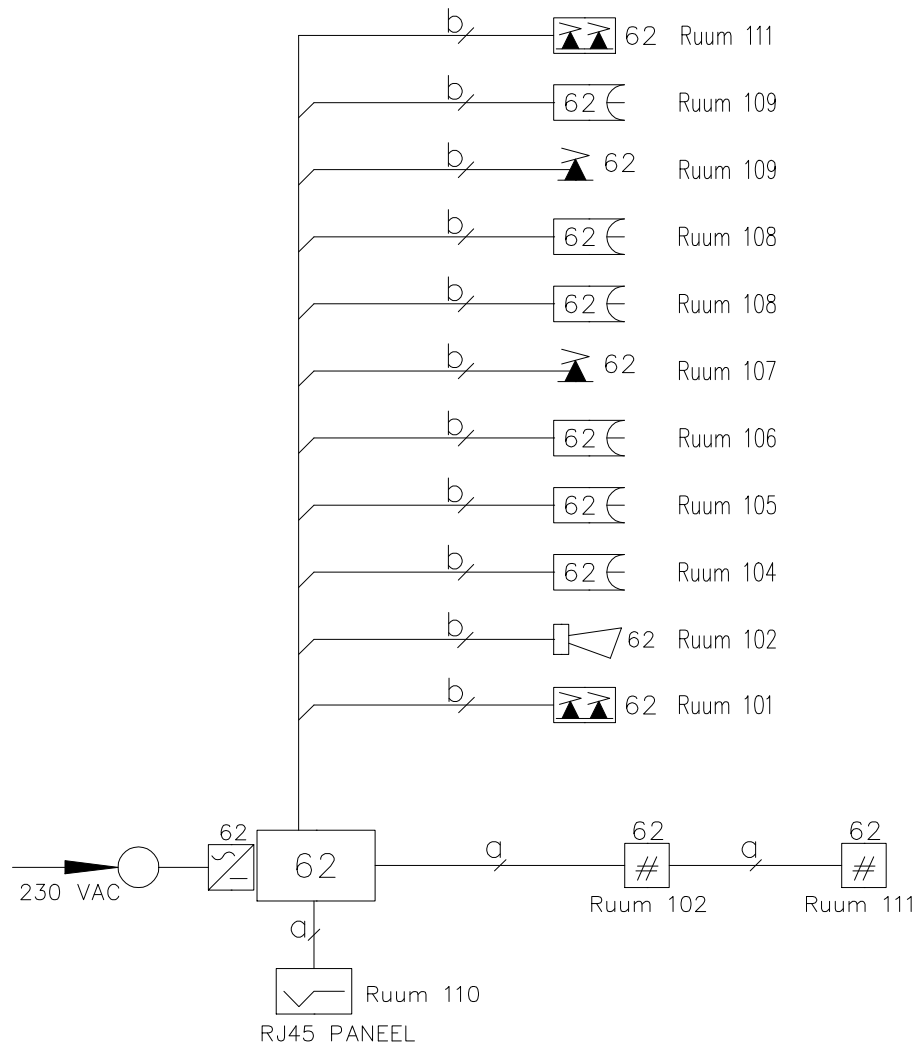 b 62 Ruum 111
b 62 Ruum 109
b 62 Ruum 109
b 62 Ruum 108
b 62 Ruum 108
b 62 Ruum 107
b 62 Ruum 106
b 62 Ruum 105
b 62 Ruum 104
b 62 Ruum 102
b 62 Ruum 101
62 62 62
62 a # a #
230 VAC
Ruum 102 Ruum 111
a
Ruum 110
RJ45 PANEEL